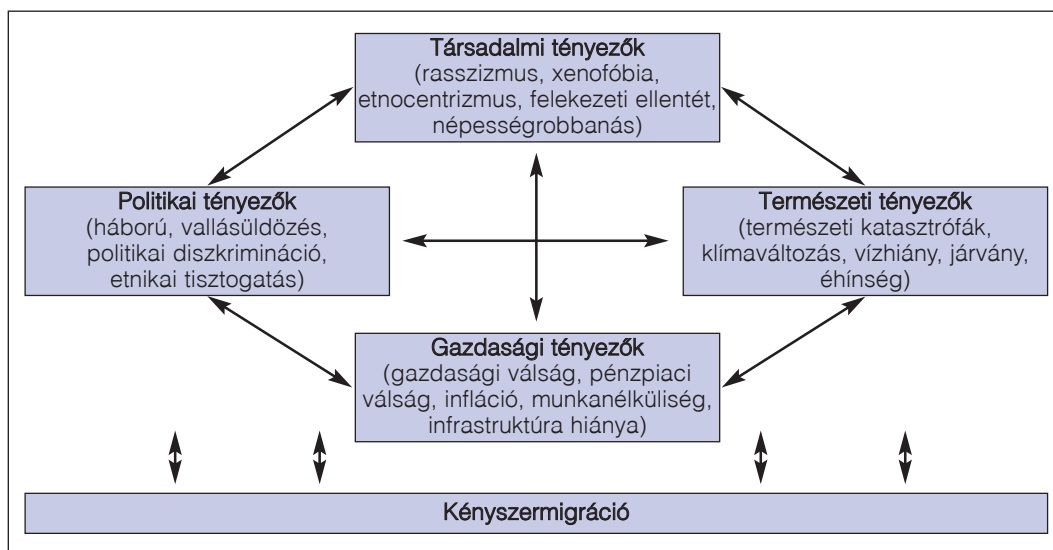 Társadalmi tényezők
(rasszizmus, xenofóbia,
etnocentrizmus, felekezeti ellentét,
népességrobbanás)
Politikai tényezők
(háború, vallásüldözés,
politikai diszkrimináció,
etnikai tisztogatás)
Természeti tényezők
(természeti katasztrófák,
klímaváltozás, vízhiány, járvány,
éhínség)
Gazdasági tényezők
(gazdasági válság, pénzpiaci
válság, infláció, munkanélküliség,
infrastruktúra hiánya)
Kényszermigráció